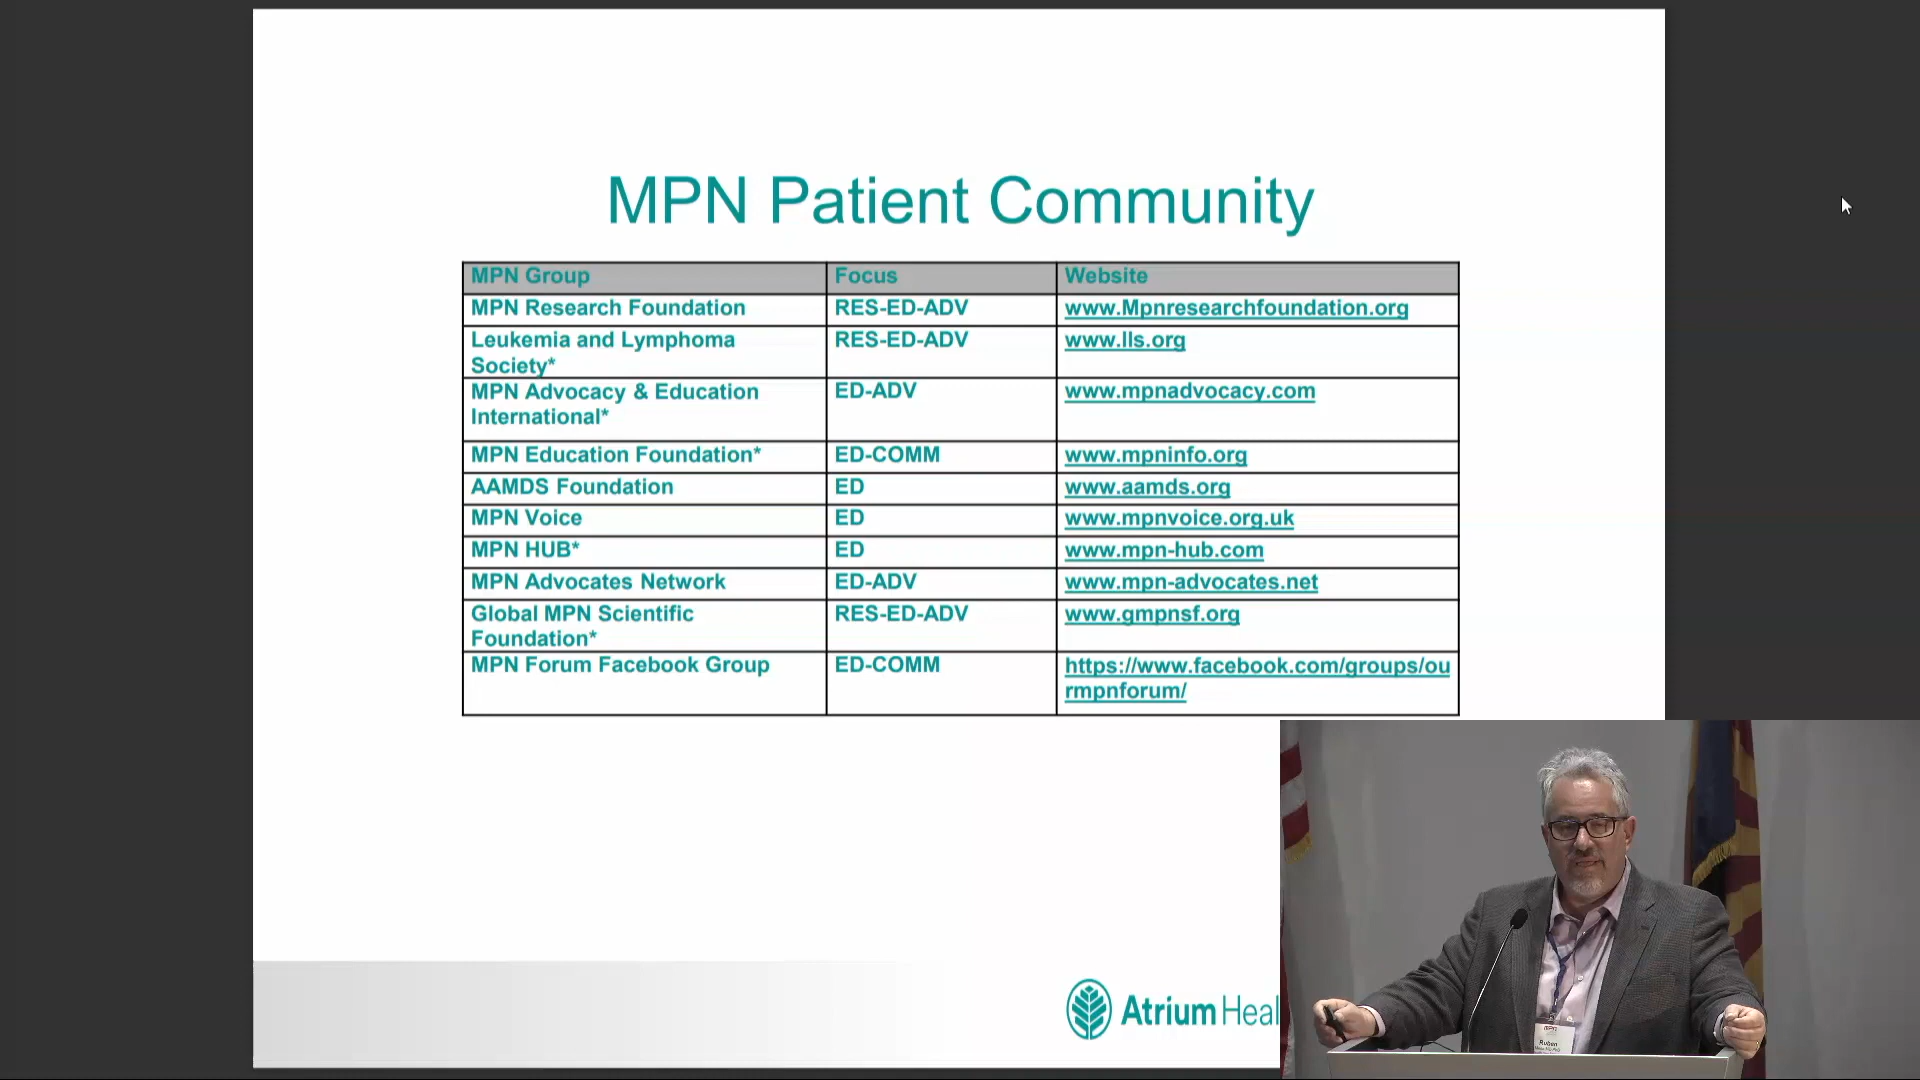 MPN Patient Community
MPN Group Focus Website
MPN Research Foundation RES-ED-ADV www.Mpnresearchfoundation.org
Leukemia and Lymphoma RES-ED-ADV www.lls.org
Society*
MPN Advocacy & Education ED-ADV www.mpnadvocacy.com
International*
MPN Education Foundation* ED-COMM www.mpninfo.org
AAMDS Foundation ED www.aamds.org
MPN Voice ED www.mpnvoice.org.uk
MPN HUB* ED www.mpn-hub.com
MPN Advocates Network ED-ADV www.mpn-advocates.net
Global MPN Scientific RES-ED-ADV www.gmpnsf.org
Foundation*
MPN Forum Facebook Group ED-COMM https://www.facebook.com/groups/ou
rmpnforum/
Atrium Heal
MPN
Ruben